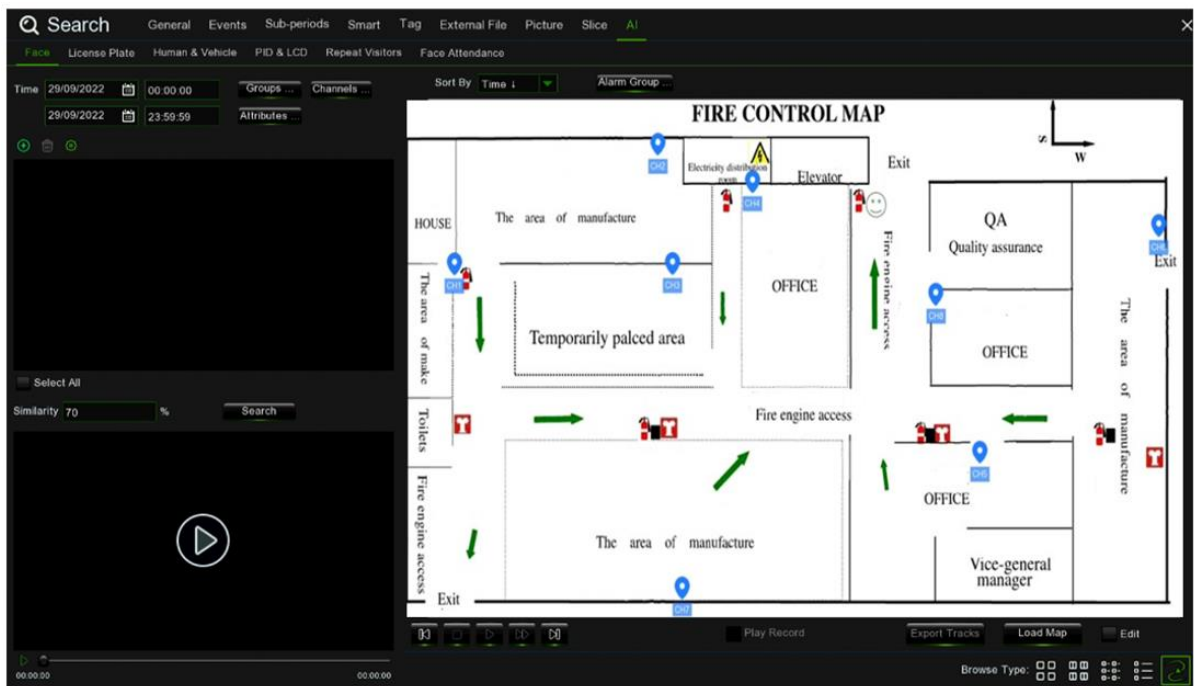 Search General Events Sub-periods Smart Tag External File Picture Slice AI
Face License Plate Human & Vehicle PID & LCD Repeat Visitors Face Attendance
Time 29/09/2022 00:00:00 Groups ... Channels ...
29/09/2022 23:59:59 Attributes ...
Select All
Similarity 70 % Search
00:00:00 00:00:00
Sort By Time ↓ Alarm Group ...
FIRE CONTROL MAP
S
W
CH2
Electricity distribution
room
Elevator
Exit
CH4
HOUSE
The area of manufacture
QA
Quality assurance
Exit
CH1
CH3
OFFICE
Fire engine access
CH8
The area of make
Temporarily palced area
OFFICE
The area of manufacture
Toilets
Fire engine access
CH5
OFFICE
Fire engine access
The area of manufacture
Vice-general
manager
Exit
CH7
Play Record Export Tracks Load Map Edit
Browse Type: